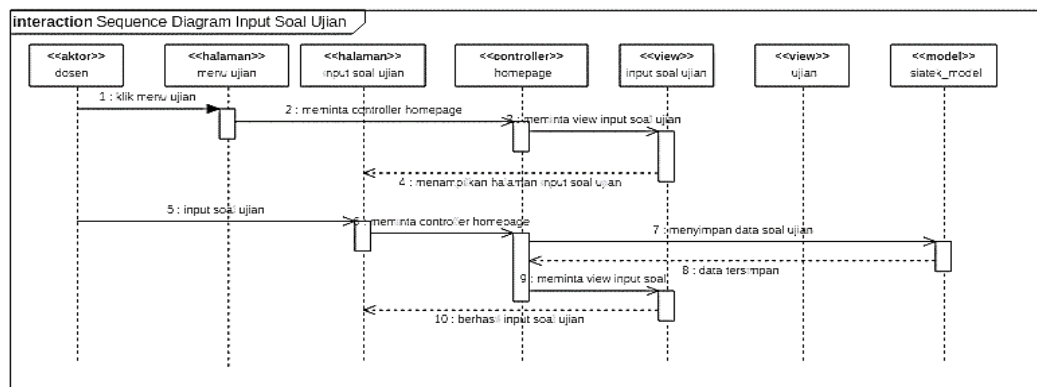 interaction Sequence Diagram Input Soal Ujian
<<aktor>>
dosen
<<halaman>>
menu ujian
<<halaman>>
input soal ujian
<<controller>>
homepage
<<view>>
input soal ujian
<<view>>
ujian
<<model>>
siatek_model
1 : klik menu ujian
2 : meminta controller homepage
3 : meminta view input soal ujian
4 : menampilkan halaman input soal ujian
5 : input soal ujian
6 : meminta controller homepage
7 : menyimpan data soal ujian
8 : data tersimpan
9 : meminta view input soal
10 : berhasil input soal ujian